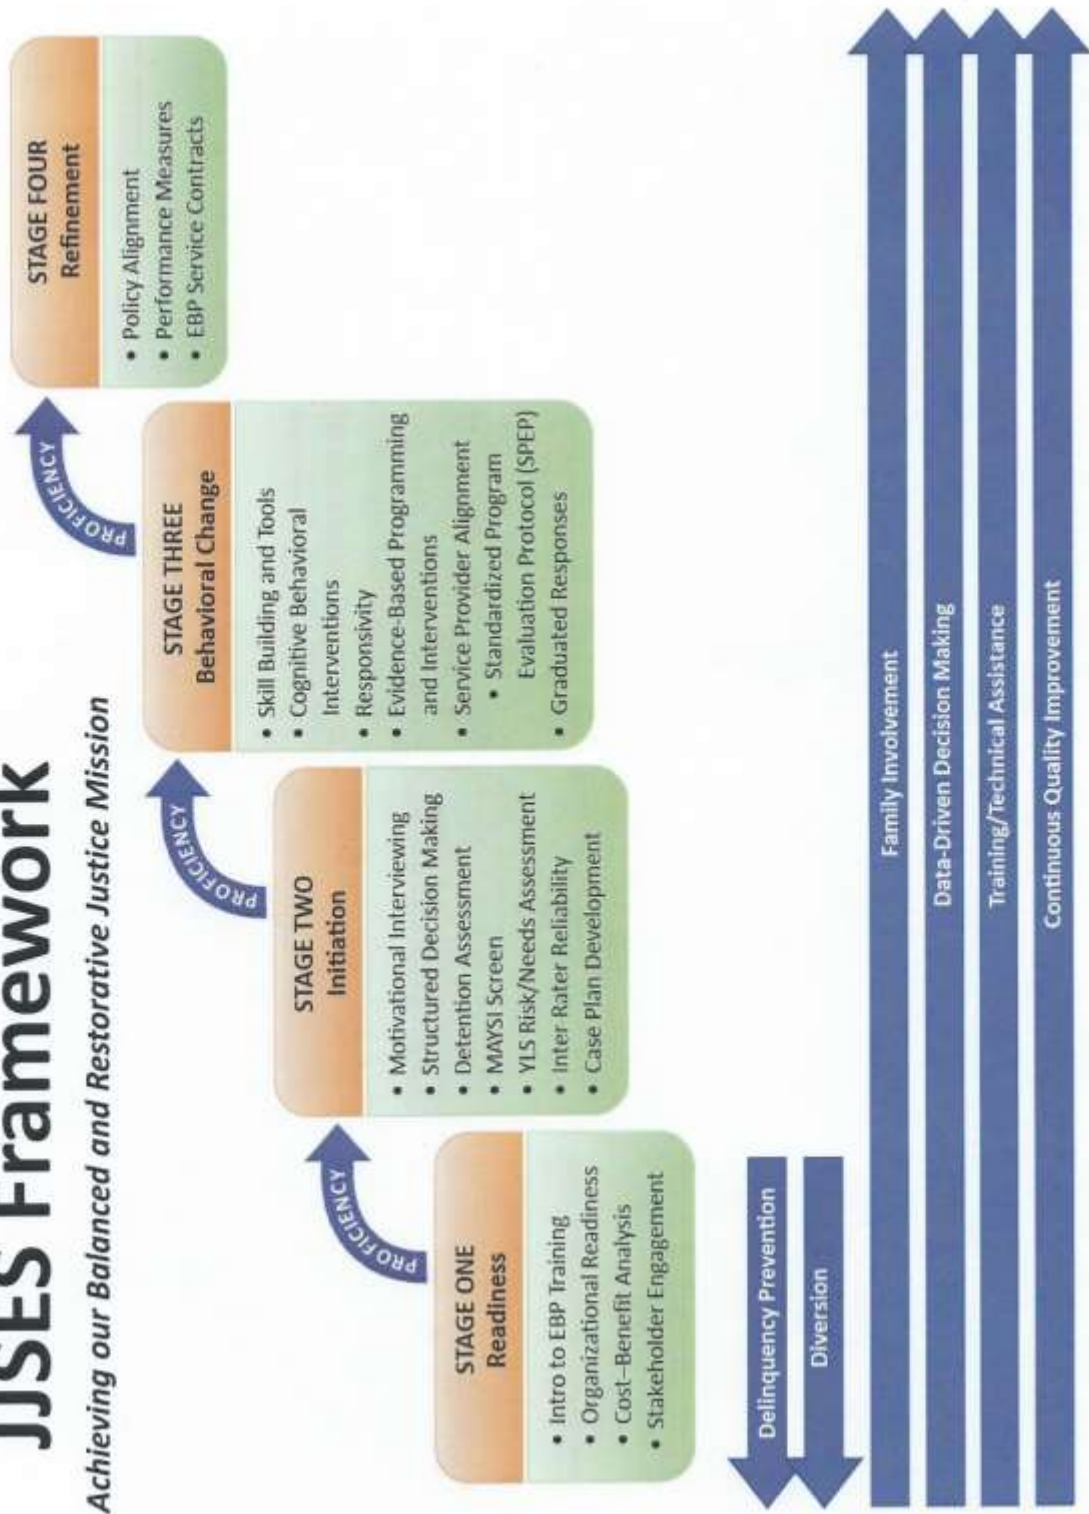 JJSES Framework
Achieving our Balanced and Restorative Justice Mission
STAGE ONE
Readiness
• Intro to EBP Training
• Organizational Readiness
• Cost–Benefit Analysis
• Stakeholder Engagement
PROFICIENCY
STAGE TWO
Initiation
• Motivational Interviewing
• Structured Decision Making
• Detention Assessment
• MAYSI Screen
• YLS Risk/Needs Assessment
• Inter Rater Reliability
• Case Plan Development
PROFICIENCY
STAGE THREE
Behavioral Change
• Skill Building and Tools
• Cognitive Behavioral
Interventions
• Responsivity
• Evidence-Based Programming
and Interventions
• Service Provider Alignment
• Standardized Program
Evaluation Protocol (SPEP)
• Graduated Responses
PROFICIENCY
STAGE FOUR
Refinement
• Policy Alignment
• Performance Measures
• EBP Service Contracts
Delinquency Prevention
Diversion
Family Involvement
Data-Driven Decision Making
Training/Technical Assistance
Continuous Quality Improvement